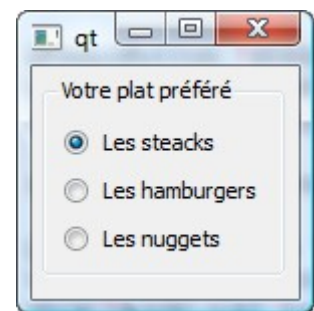 qt
Votre plat préféré
Les steacks
Les hamburgers
Les nuggets